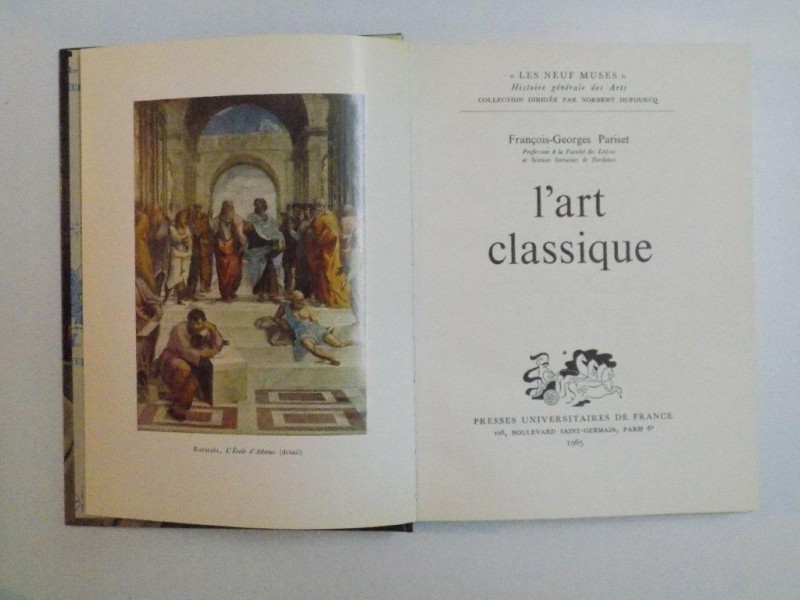 RAPHAËL, L'École d'Athènes (détail)
« LES NEUF MUSES »
Histoire générale des Arts
COLLECTION DIRIGÉE PAR NORBERT DUFOURCQ
François-Georges Pariset
Professeur à la Faculté des Lettres
et Sciences humaines de Bordeaux
l'art
classique
PRESSES UNIVERSITAIRES DE FRANCE
108, BOULEVARD SAINT-GERMAIN, PARIS 6e
1965